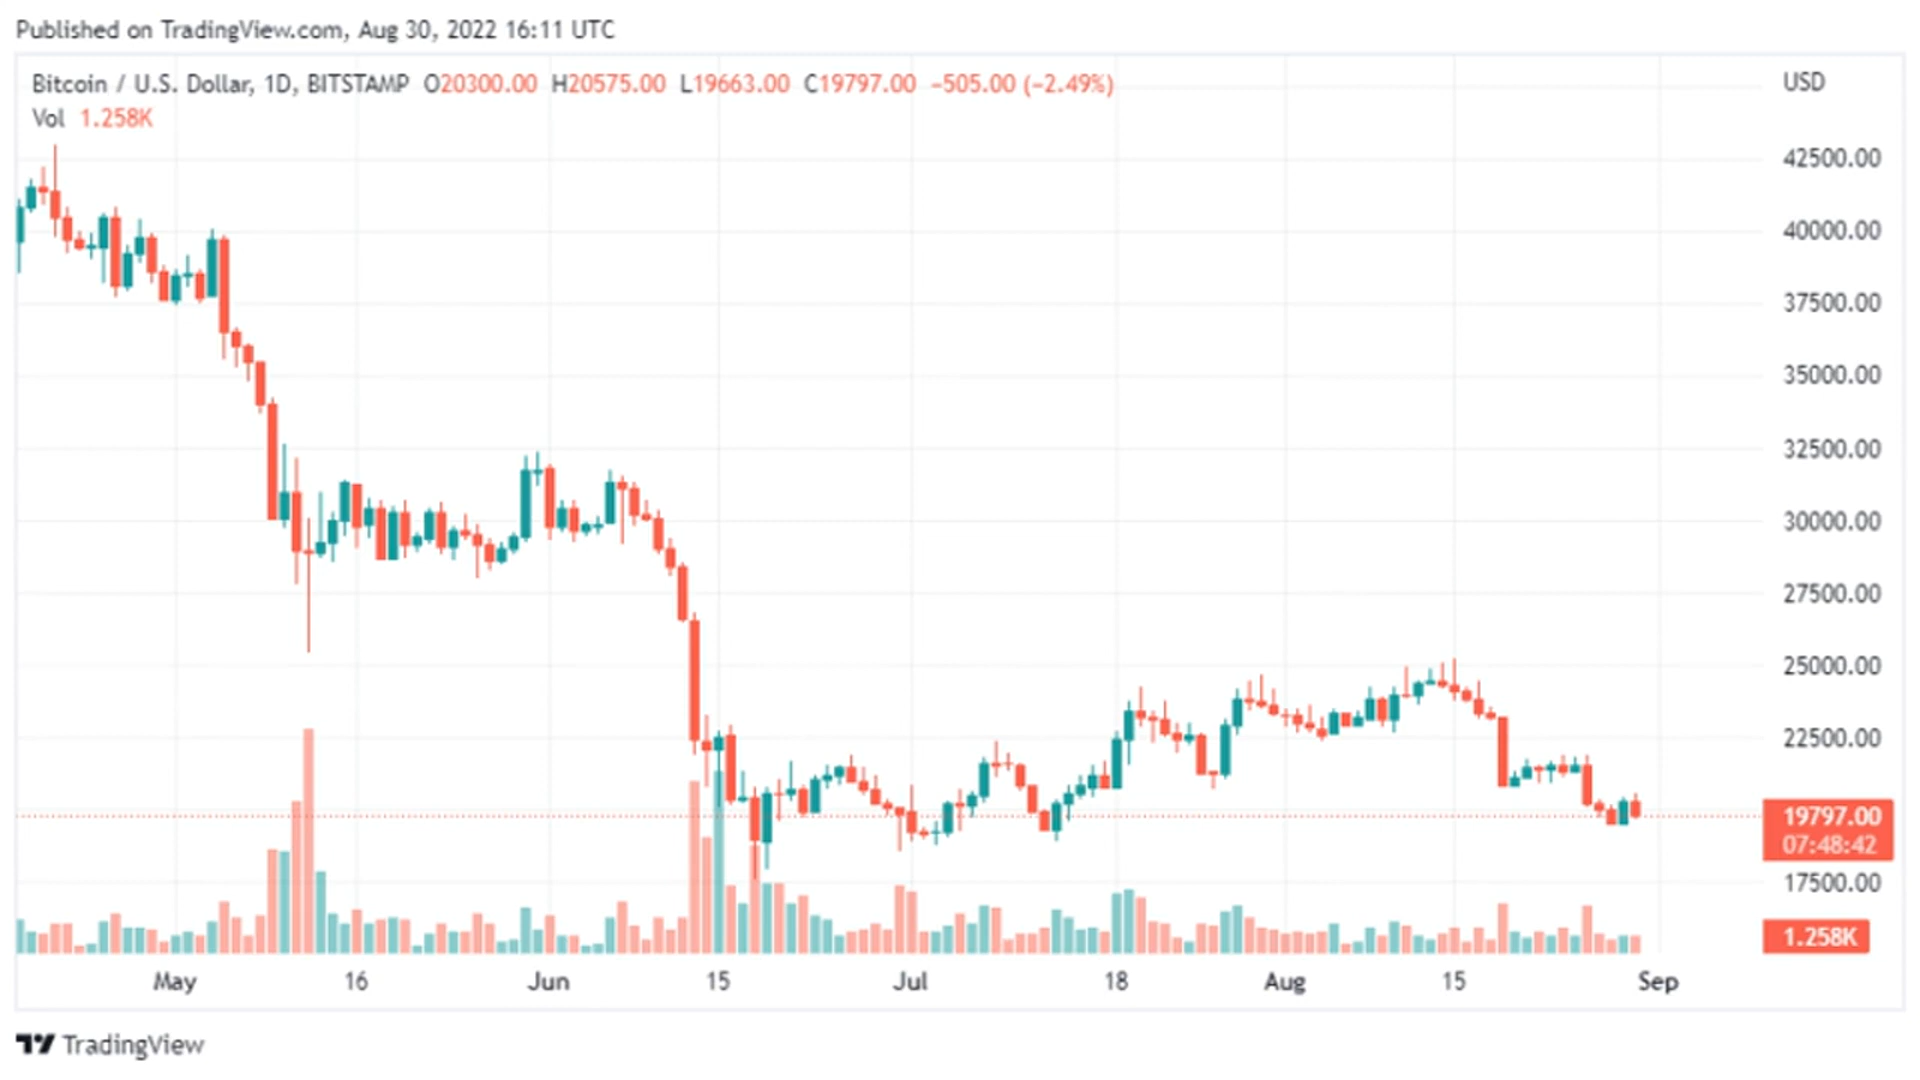 Published on TradingView.com, Aug 30, 2022 16:11 UTC
Bitcoin / U.S. Dollar, 1D, BITSTAMP O20300.00 H20575.00 L19663.00 C19797.00 −505.00 (−2.49%)
USD
Vol 1.258K
42500.00
40000.00
37500.00
35000.00
32500.00
30000.00
27500.00
25000.00
22500.00
19797.00
07:48:42
17500.00
1.258K
May 16 Jun 15 Jul 18 Aug 15 Sep
TradingView